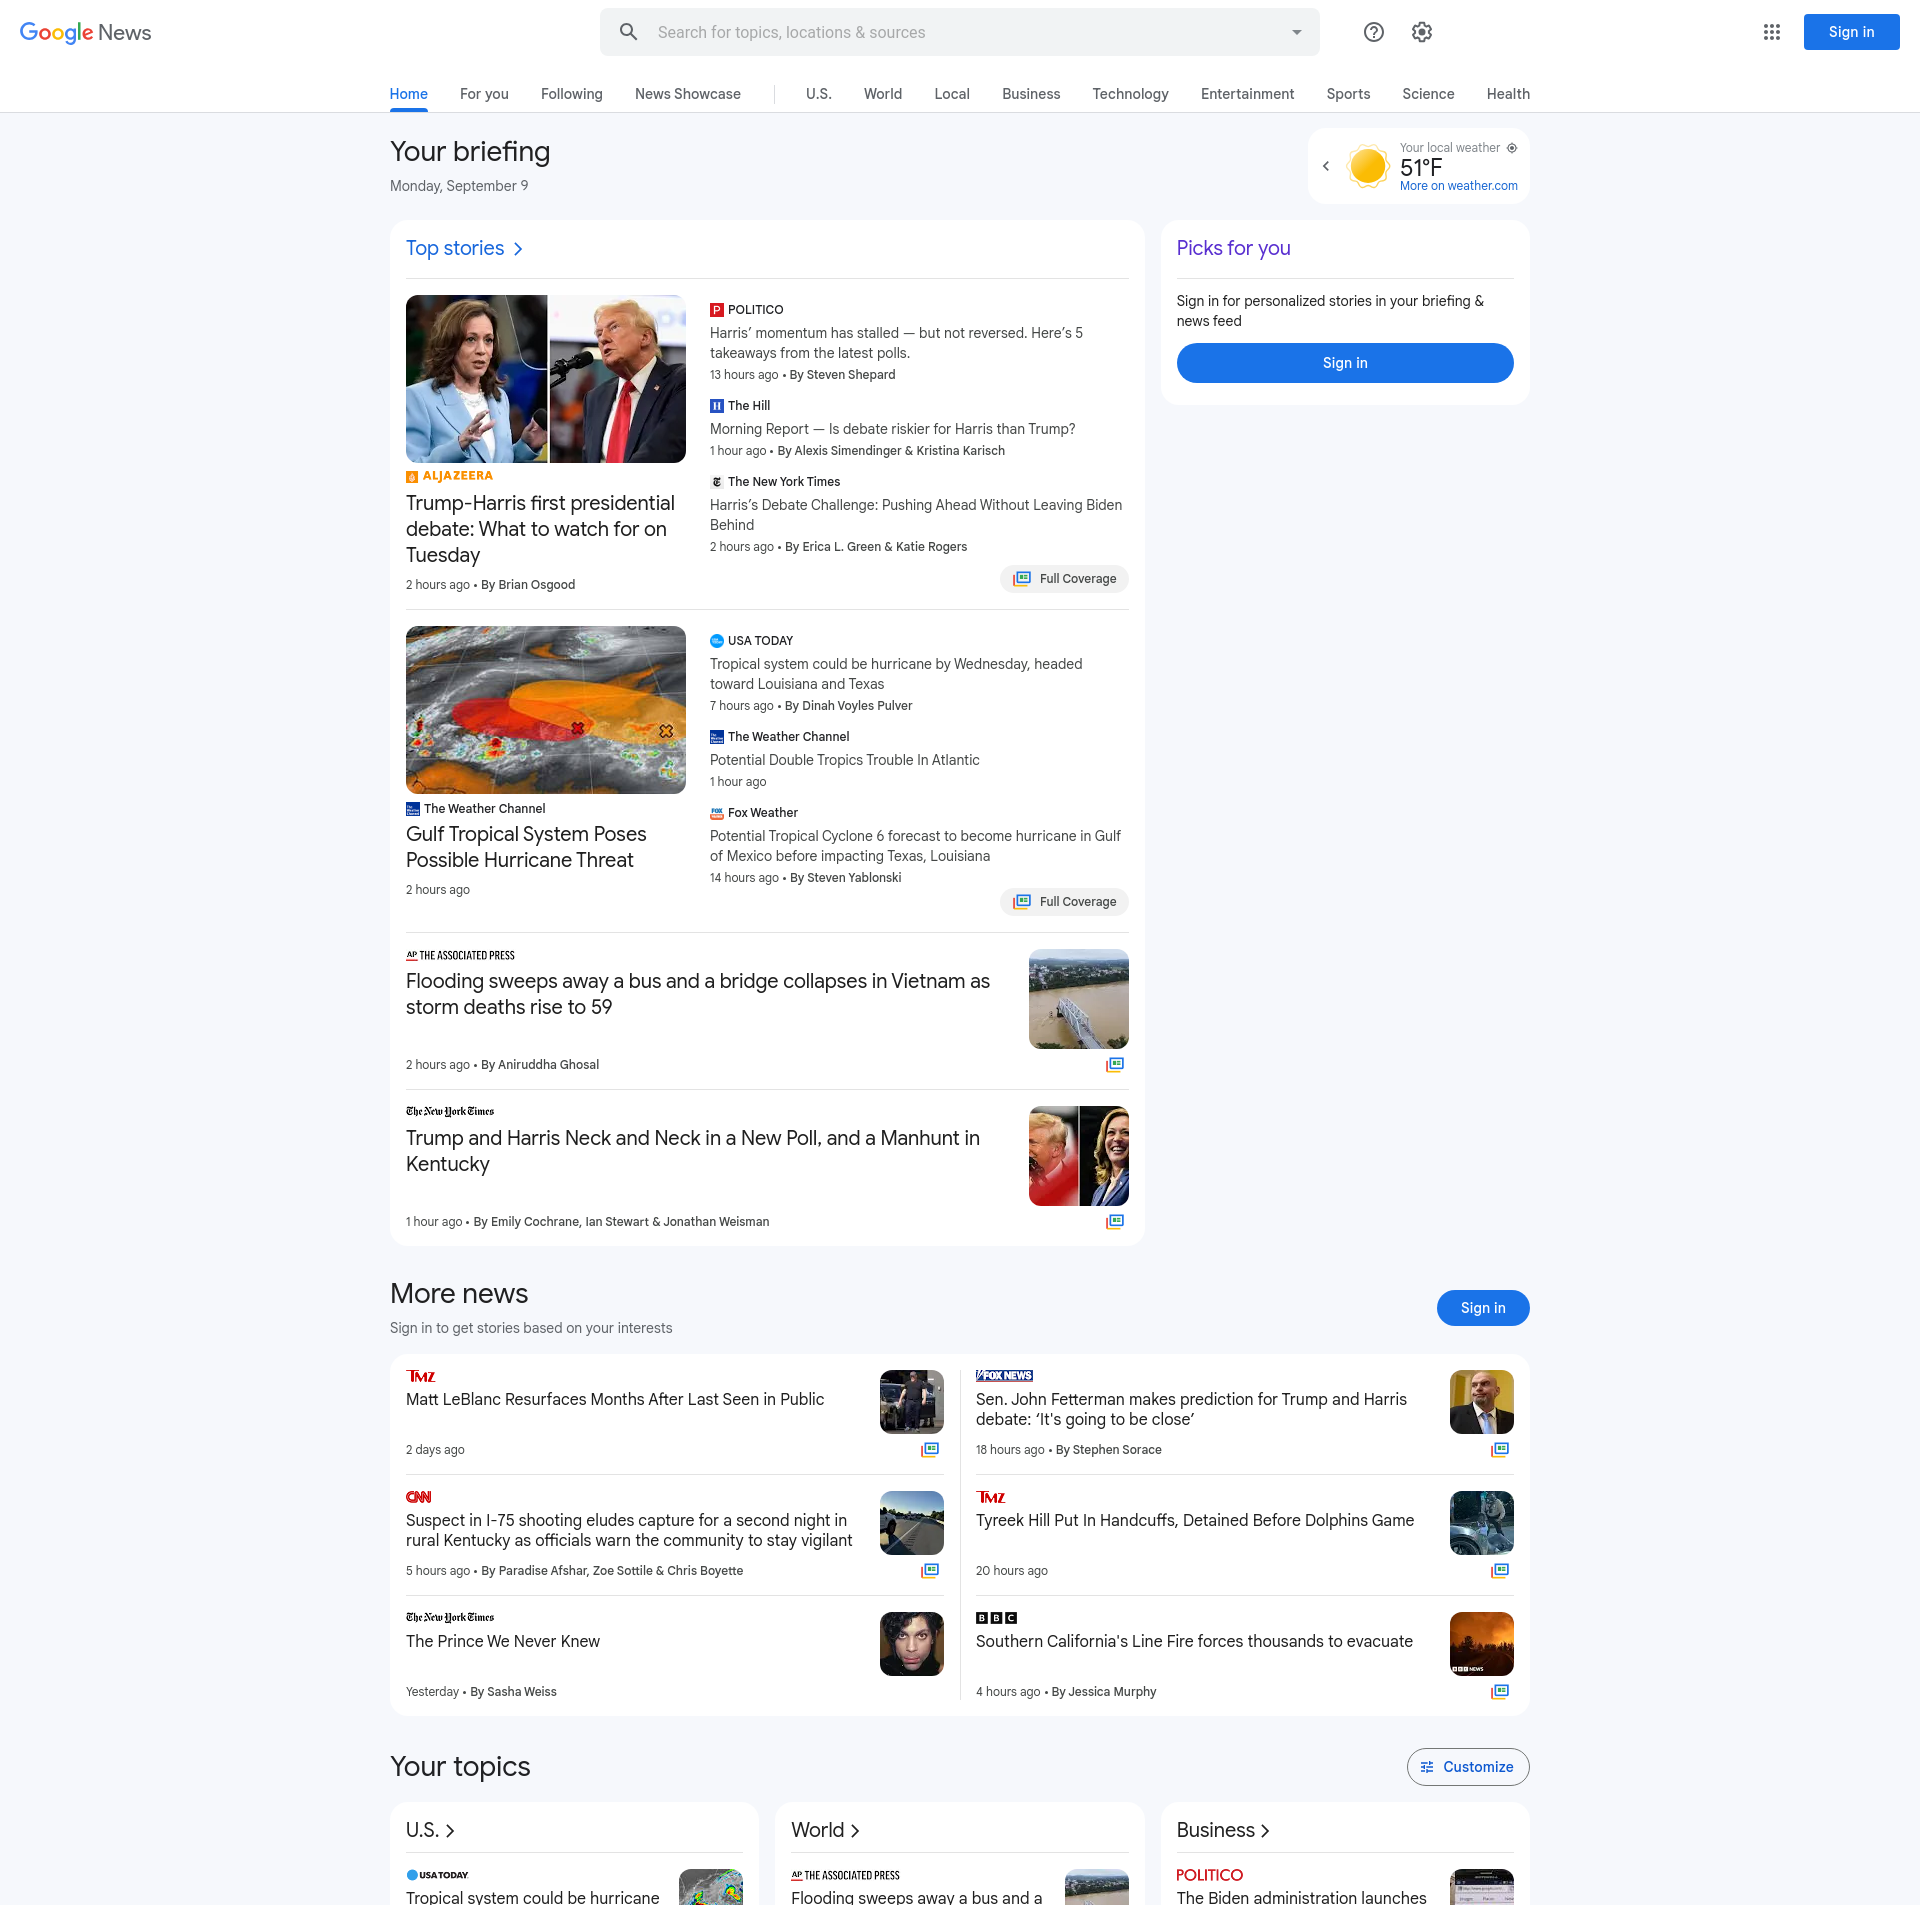 Google News
Search for topics, locations & sources
Sign in
Home
For you
Following
News Showcase
U.S.
World
Local
Business
Technology
Entertainment
Sports
Science
Health
Your briefing
Monday, September 9
Your local weather
51°F
More on weather.com
Top stories
ALJAZEERA
Trump-Harris first presidential
debate: What to watch for on
Tuesday
2 hours ago • By Brian Osgood
POLITICO
Harris’ momentum has stalled — but not reversed. Here’s 5
takeaways from the latest polls.
13 hours ago • By Steven Shepard
The Hill
Morning Report — Is debate riskier for Harris than Trump?
1 hour ago • By Alexis Simendinger & Kristina Karisch
The New York Times
Harris’s Debate Challenge: Pushing Ahead Without Leaving Biden
Behind
2 hours ago • By Erica L. Green & Katie Rogers
Full Coverage
The Weather Channel
Gulf Tropical System Poses
Possible Hurricane Threat
2 hours ago
USA TODAY
Tropical system could be hurricane by Wednesday, headed
toward Louisiana and Texas
7 hours ago • By Dinah Voyles Pulver
The Weather Channel
Potential Double Tropics Trouble In Atlantic
1 hour ago
Fox Weather
Potential Tropical Cyclone 6 forecast to become hurricane in Gulf
of Mexico before impacting Texas, Louisiana
14 hours ago • By Steven Yablonski
Full Coverage
AP THE ASSOCIATED PRESS
Flooding sweeps away a bus and a bridge collapses in Vietnam as
storm deaths rise to 59
2 hours ago • By Aniruddha Ghosal
The New York Times
Trump and Harris Neck and Neck in a New Poll, and a Manhunt in
Kentucky
1 hour ago • By Emily Cochrane, Ian Stewart & Jonathan Weisman
Picks for you
Sign in for personalized stories in your briefing &
news feed
Sign in
More news
Sign in to get stories based on your interests
Sign in
TMZ
Matt LeBlanc Resurfaces Months After Last Seen in Public
2 days ago
FOX NEWS
Sen. John Fetterman makes prediction for Trump and Harris
debate: ‘It's going to be close’
18 hours ago • By Stephen Sorace
CNN
Suspect in I-75 shooting eludes capture for a second night in
rural Kentucky as officials warn the community to stay vigilant
5 hours ago • By Paradise Afshar, Zoe Sottile & Chris Boyette
TMZ
Tyreek Hill Put In Handcuffs, Detained Before Dolphins Game
20 hours ago
The New York Times
The Prince We Never Knew
Yesterday • By Sasha Weiss
BBC
Southern California's Line Fire forces thousands to evacuate
BBC NEWS
4 hours ago • By Jessica Murphy
Your topics
Customize
U.S.
USA TODAY
Tropical system could be hurricane
World
AP THE ASSOCIATED PRESS
Flooding sweeps away a bus and a
Business
POLITICO
The Biden administration launches